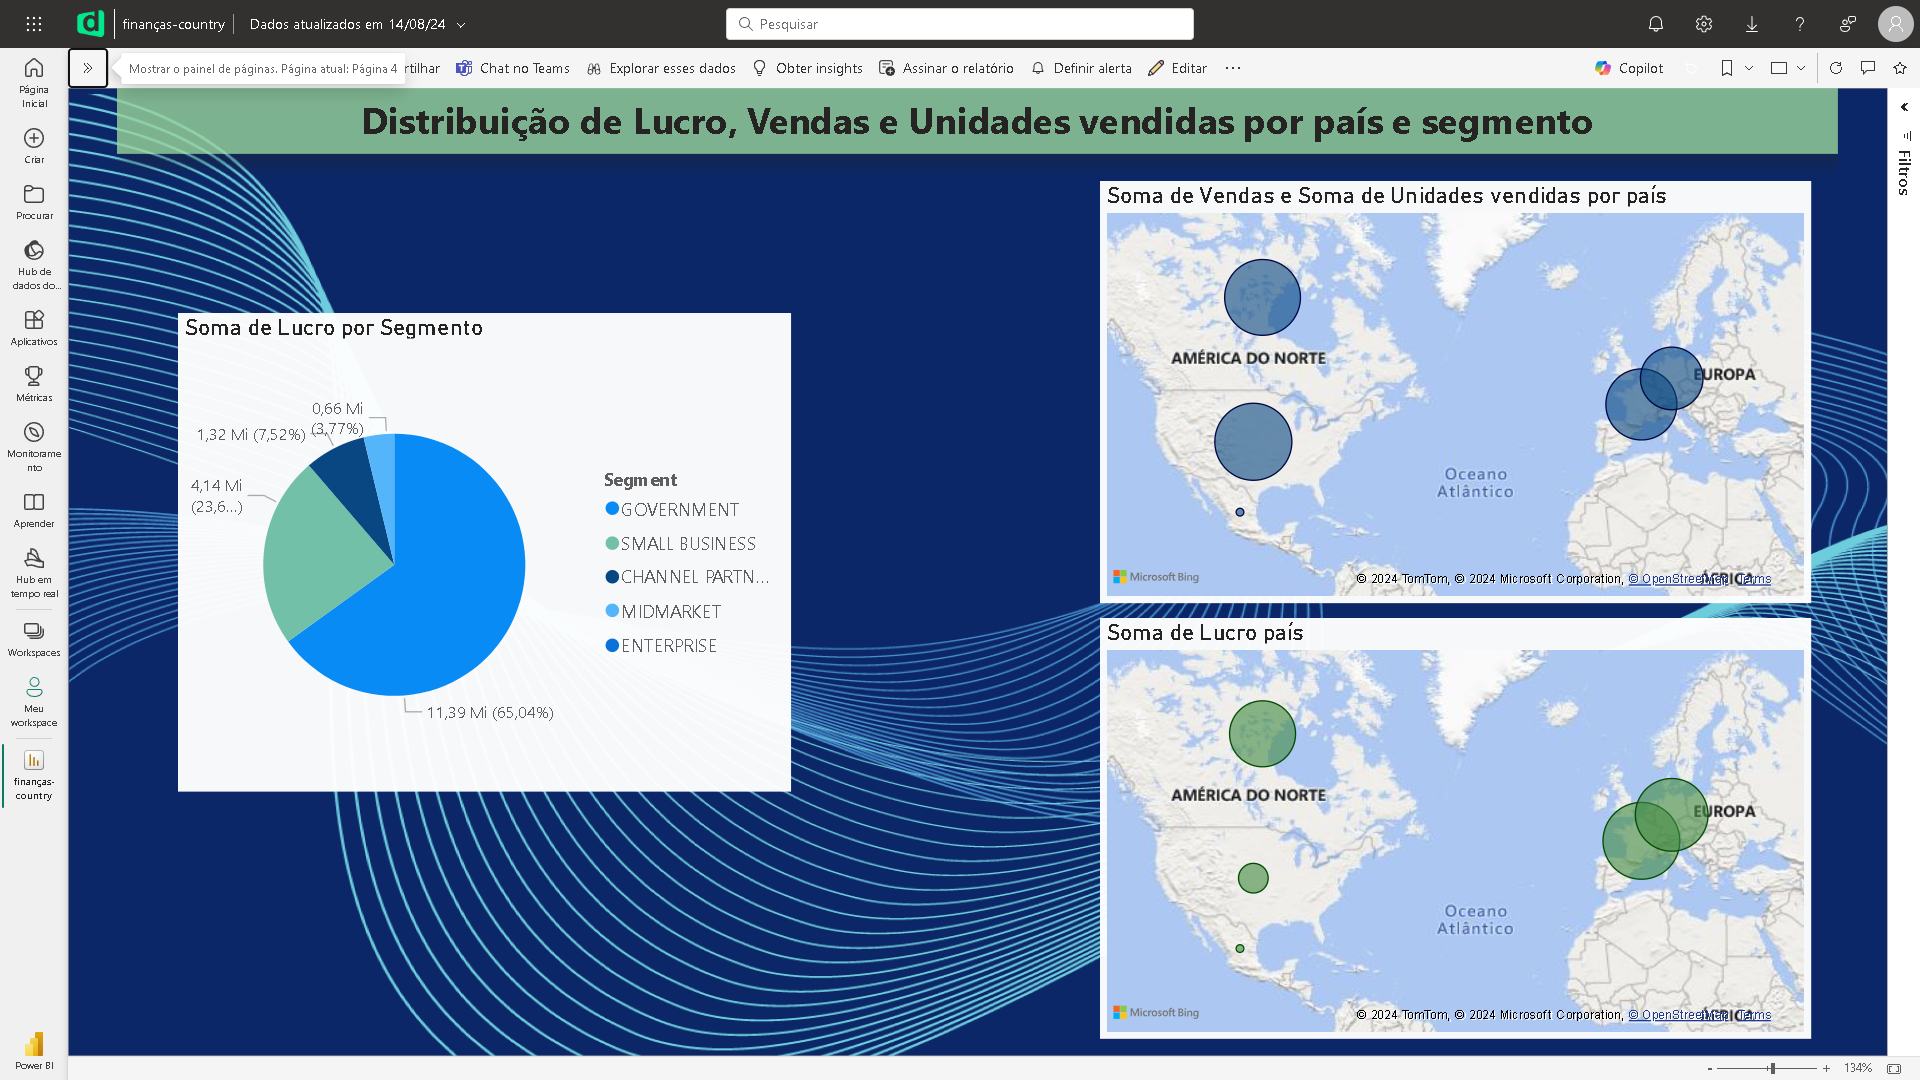 finanças-country
Dados atualizados em 14/08/24
Pesquisar
Mostrar o painel de páginas. Página atual: Página 4
rtilhar
Chat no Teams
Explorar esses dados
Obter insights
Assinar o relatório
Definir alerta
Editar
Copilot
Página
Inicial
Criar
Procurar
Hub de
dados do...
Aplicativos
Métricas
Monitorame
nto
Aprender
Hub em
tempo real
Workspaces
Meu
workspace
finanças-
country
Power BI
Distribuição de Lucro, Vendas e Unidades vendidas por país e segmento
Soma de Lucro por Segmento
0,66 Mi
(3,77%)
1,32 Mi (7,52%)
4,14 Mi
(23,6...)
11,39 Mi (65,04%)
Segment
GOVERNMENT
SMALL BUSINESS
CHANNEL PARTN...
MIDMARKET
ENTERPRISE
Soma de Vendas e Soma de Unidades vendidas por país
AMÉRICA DO NORTE
EUROPA
Oceano
Atlântico
ÁFRICA
Microsoft Bing
© 2024 TomTom, © 2024 Microsoft Corporation, © OpenStreetMap Terms
Soma de Lucro país
AMÉRICA DO NORTE
EUROPA
Oceano
Atlântico
ÁFRICA
Microsoft Bing
© 2024 TomTom, © 2024 Microsoft Corporation, © OpenStreetMap Terms
Filtros
- + 134%